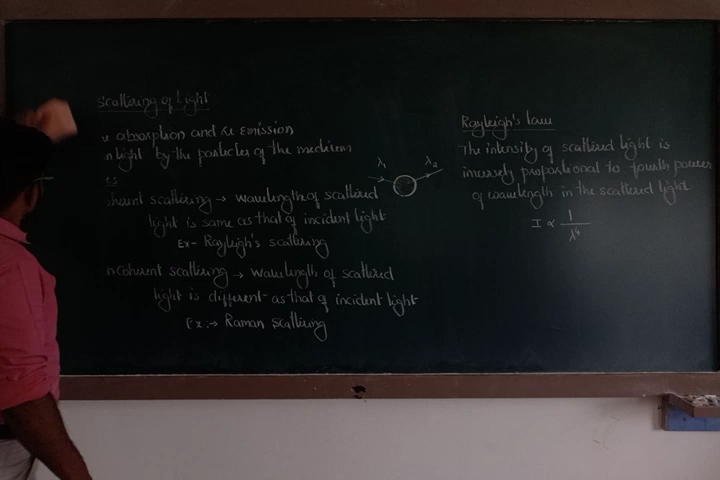 Scattering of Light
absorption and re emission
light by the particles of the medium
scattering → wavelength of scattered
light is same as that of incident light
Ex- Rayleigh's scattering
scattering → wavelength of scattered
light is different as that of incident light
Ex:→ Raman scattering
λ₁ λ₂
Rayleigh's law
The intensity of scattered light is
inversely proportional to fourth power
of wavelength in the scattered light
I ∝ 1/λ⁴